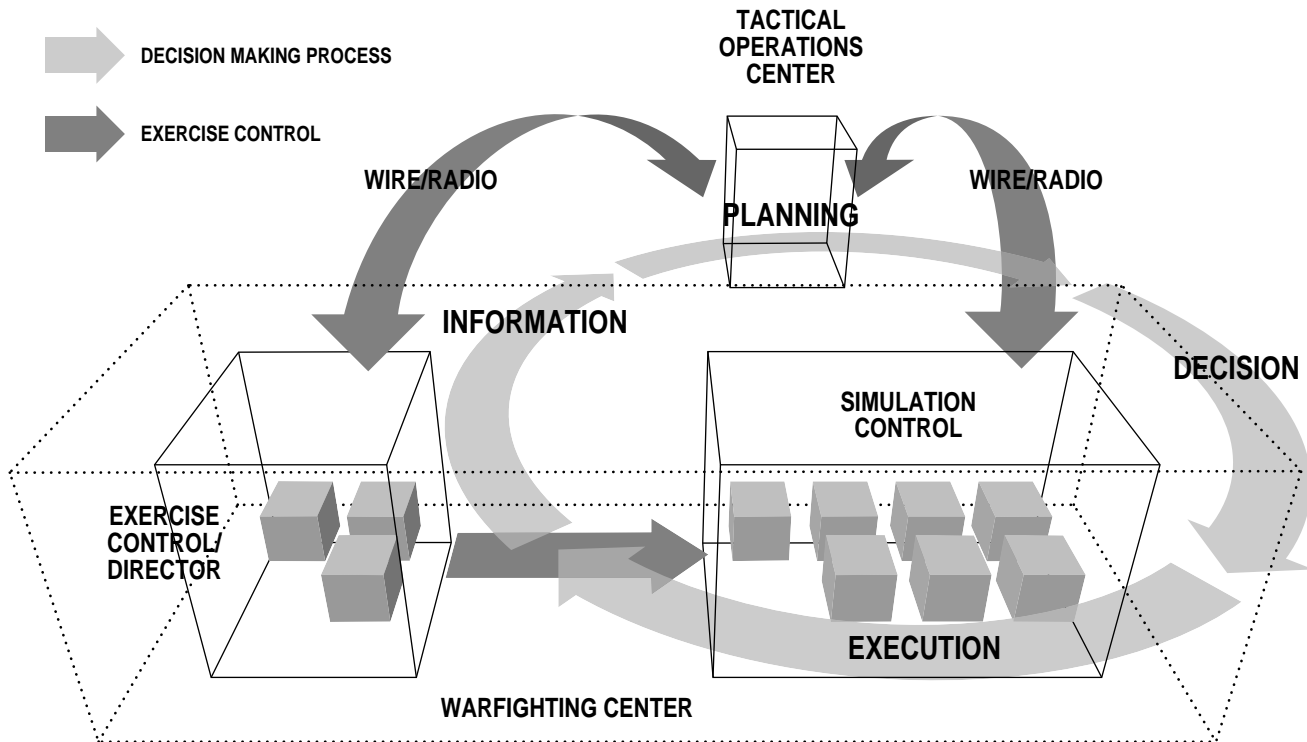 TACTICAL
OPERATIONS
CENTER
DECISION MAKING PROCESS
EXERCISE CONTROL
WIRE/RADIO
WIRE/RADIO
PLANNING
INFORMATION
DECISION
SIMULATION
CONTROL
EXERCISE
CONTROL/
DIRECTOR
EXECUTION
WARFIGHTING CENTER